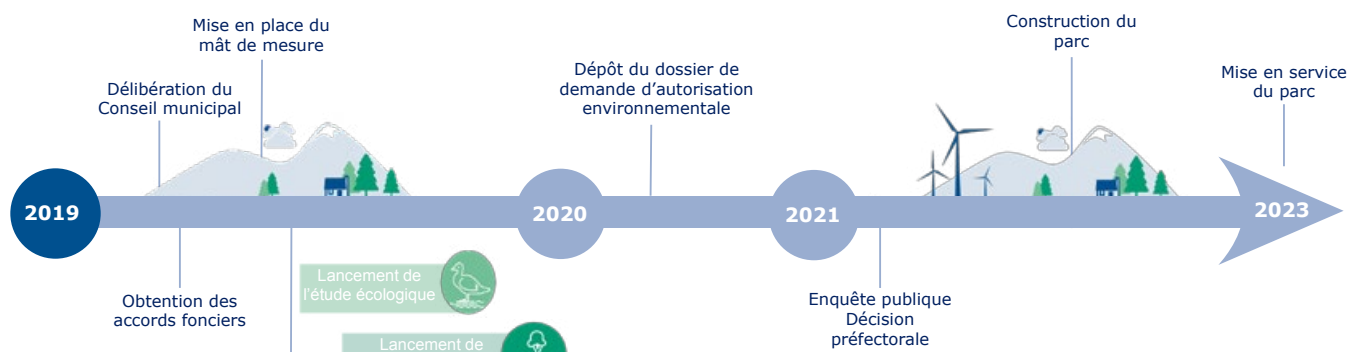 Mise en place du
mât de mesure
Délibération du
Conseil municipal
Dépôt du dossier de
demande d'autorisation
environnementale
Construction du
parc
Mise en service
du parc
2019
2020
2021
2023
Obtention des
accords fonciers
Lancement de
l'étude écologique
Lancement de
Enquête publique
Décision
préfectorale